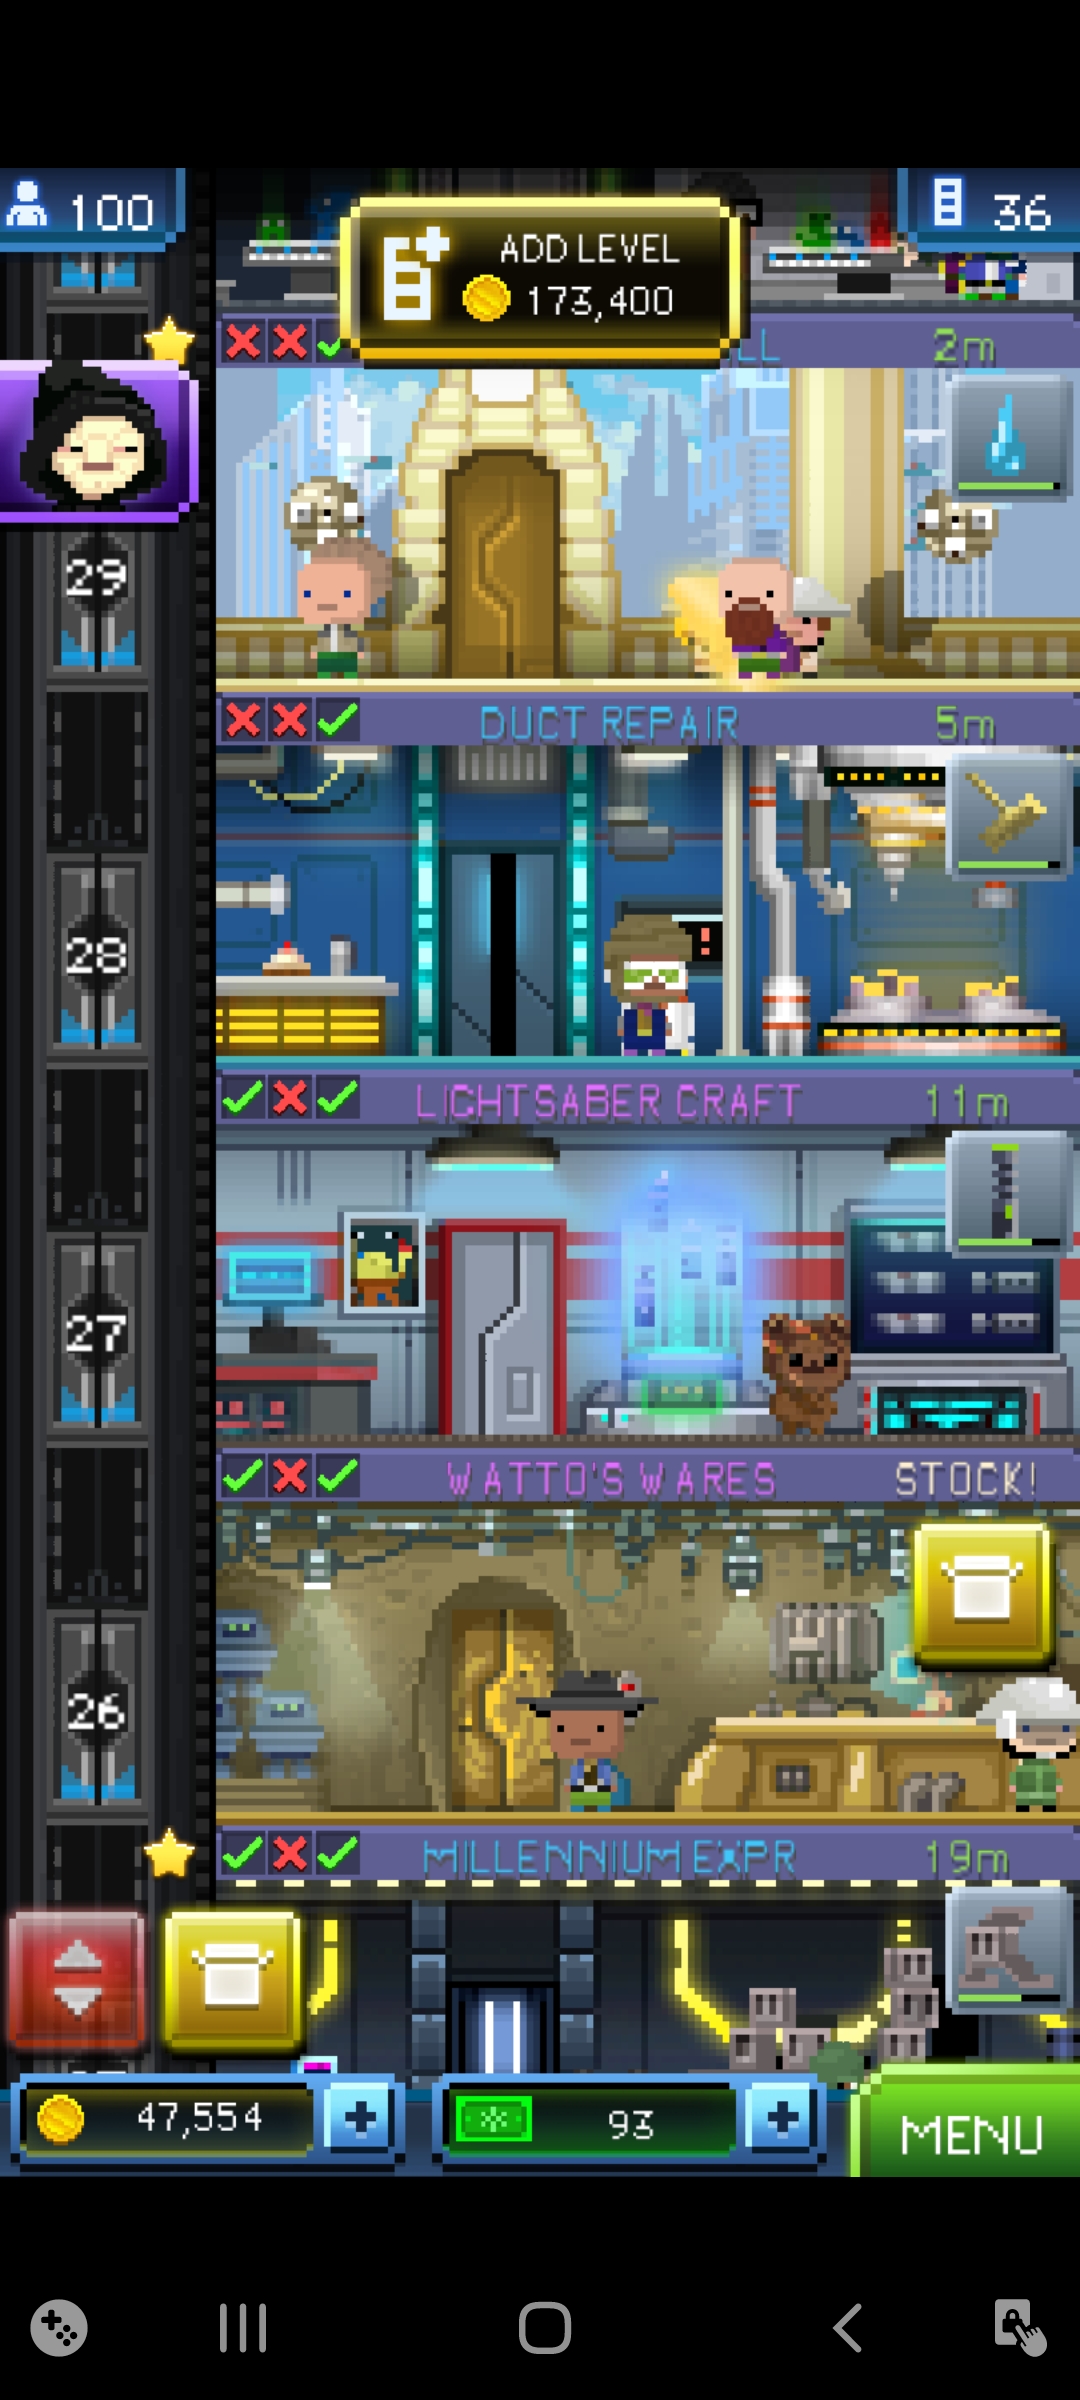 100
36
ADD LEVEL
173,400
LL 2m
29
DUCT REPAIR 5m
28
!
LIGHTSABER CRAFT 11m
27
WATTO'S WARES STOCK!
26
MILLENNIUM EXPR 19m
47,554
93
MENU